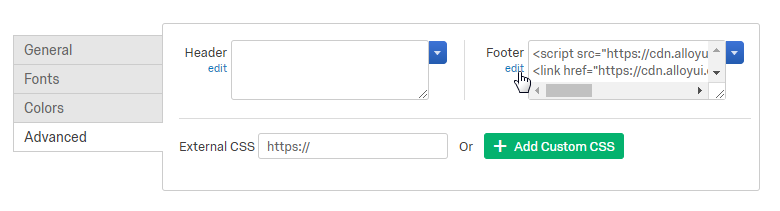 General
Fonts
Colors
Advanced
Header
edit
Footer
edit
<script src="https://cdn.alloyui
<link href="https://cdn.alloyui.
External CSS
https://
Or
+ Add Custom CSS